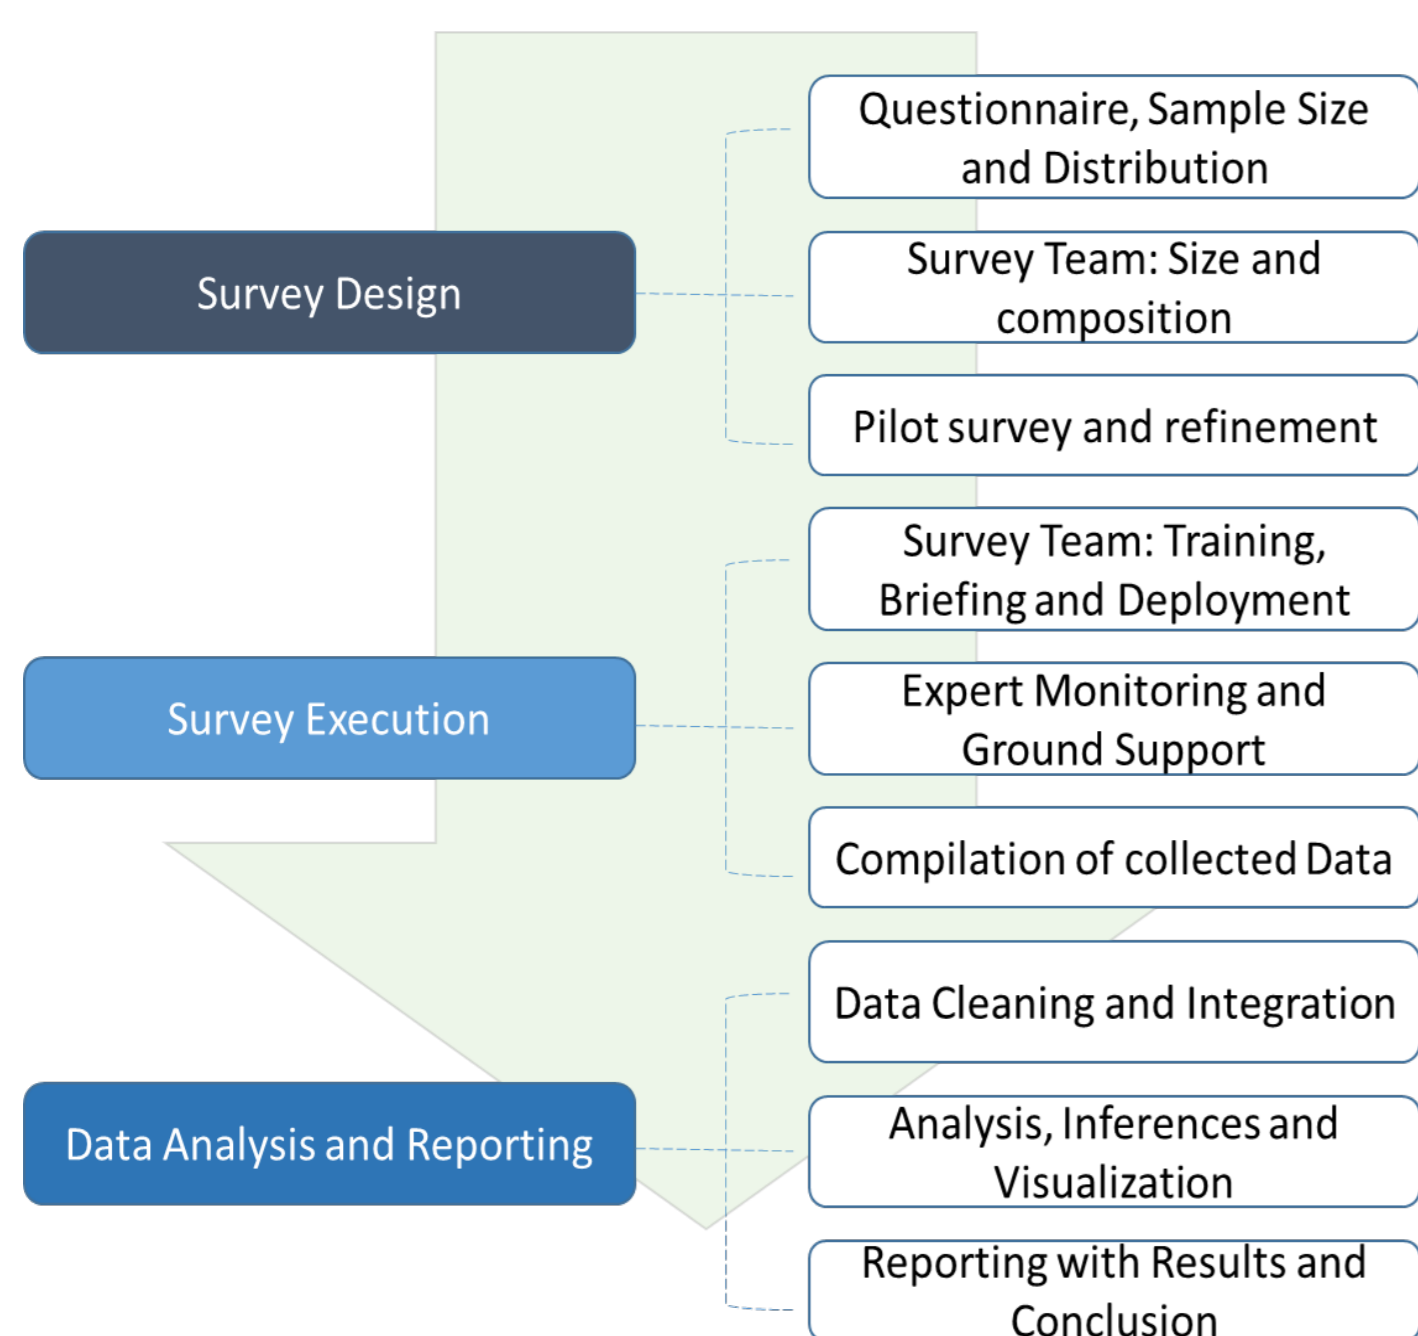 Questionnaire, Sample Size
and Distribution
Survey Design
Survey Team: Size and
composition
Pilot survey and refinement
Survey Team: Training,
Briefing and Deployment
Survey Execution
Expert Monitoring and
Ground Support
Compilation of collected Data
Data Cleaning and Integration
Data Analysis and Reporting
Analysis, Inferences and
Visualization
Reporting with Results and
Conclusion